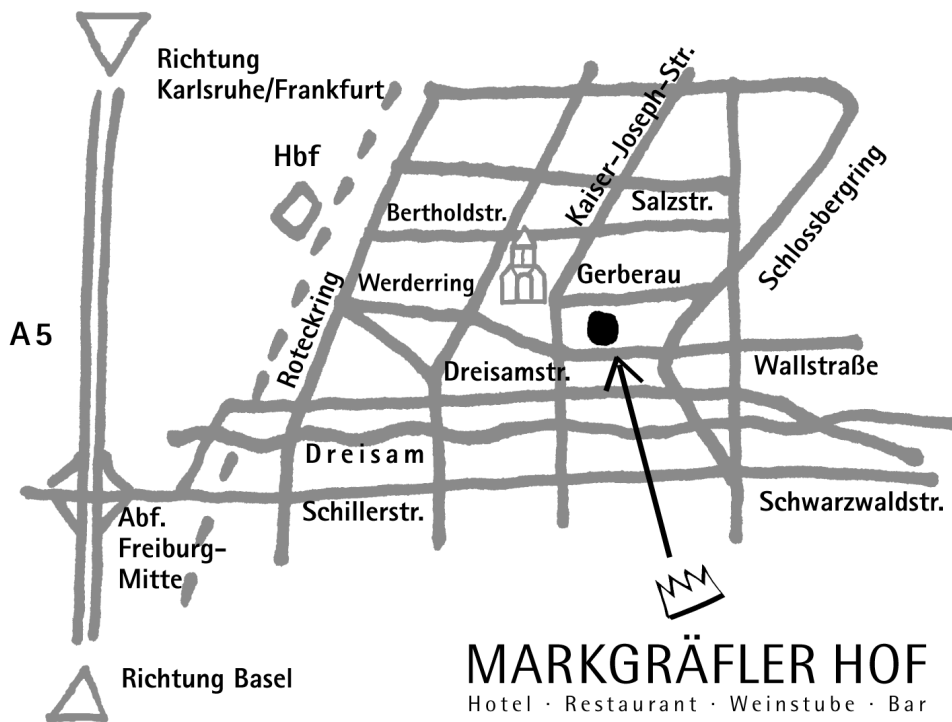 Richtung
Karlsruhe/Frankfurt
Kaiser-Joseph-Str.
Hbf
Bertholdstr.
Salzstr.
Schlossbergring
Werderring
Gerberau
A 5
Roteckring
Dreisamstr.
Wallstraße
Dreisam
Schillerstr.
Schwarzwaldstr.
Abf.
Freiburg-
Mitte
Richtung Basel
MARKGRÄFLER HOF
Hotel · Restaurant · Weinstube · Bar